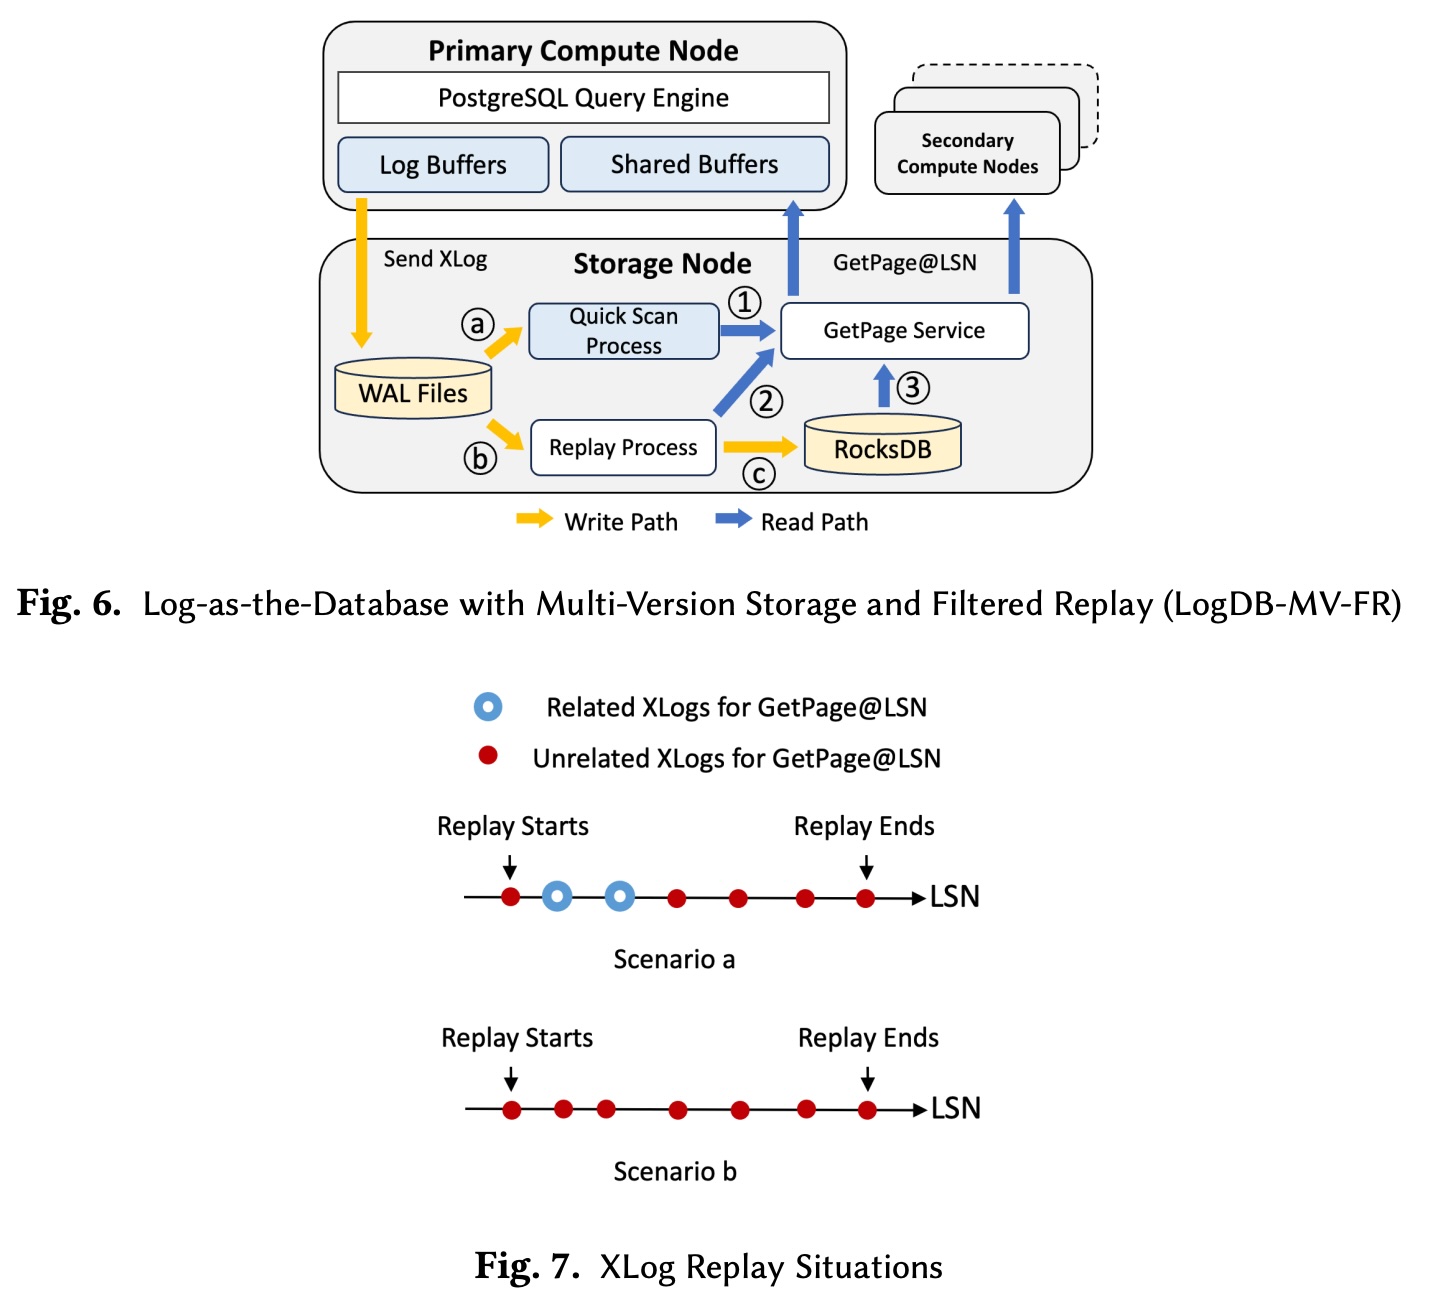 Primary Compute Node
PostgreSQL Query Engine
Log Buffers
Shared Buffers
Secondary
Compute Nodes
Send XLog
Storage Node
GetPage@LSN
ⓐ
Quick Scan
Process
①
GetPage Service
WAL Files
②
③
ⓑ
Replay Process
ⓒ
RocksDB
Write Path
Read Path
Fig. 6. Log-as-the-Database with Multi-Version Storage and Filtered Replay (LogDB-MV-FR)
Related XLogs for GetPage@LSN
Unrelated XLogs for GetPage@LSN
Replay Starts
Replay Ends
LSN
Scenario a
Replay Starts
Replay Ends
LSN
Scenario b
Fig. 7. XLog Replay Situations